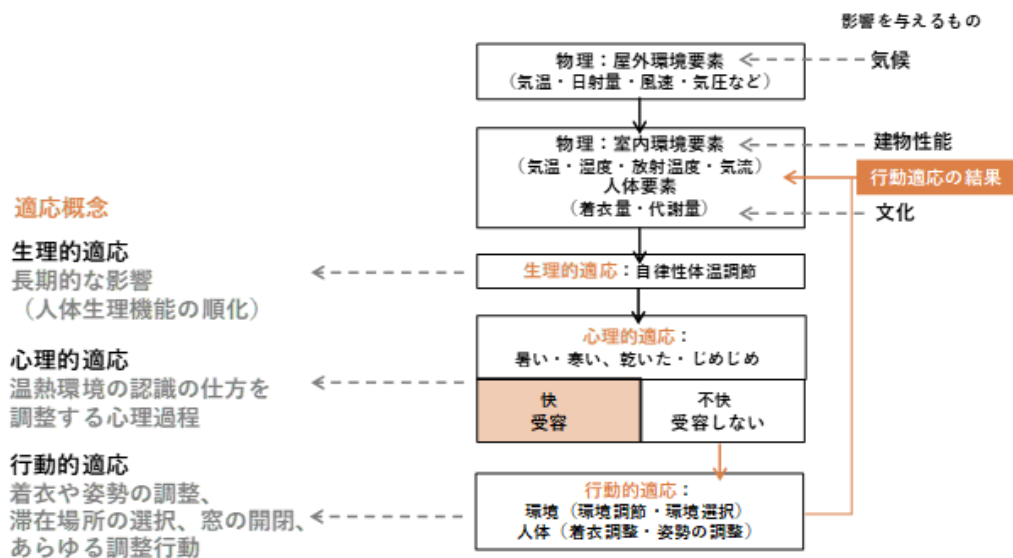 影響を与えるもの
物理：屋外環境要素
（気温・日射量・風速・気圧など）
気候
物理：室内環境要素
（気温・湿度・放射温度・気流）
人体要素
（着衣量・代謝量）
建物性能
行動適応の結果
文化
適応概念
生理的適応
長期的な影響
（人体生理機能の順化）
生理的適応：自律性体温調節
心理的適応：
暑い・寒い、乾いた・じめじめ
快
受容
不快
受容しない
心理的適応
温熱環境の認識の仕方を
調整する心理過程
行動的適応
着衣や姿勢の調整、
滞在場所の選択、窓の開閉、
あらゆる調整行動
行動的適応：
環境（環境調節・環境選択）
人体（着衣調整・姿勢の調整）